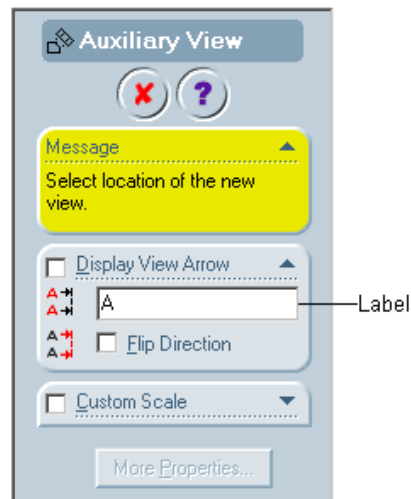 Auxiliary View
Message
Select location of the new
view.
Display View Arrow
A
A
A
Label
A
A
Flip Direction
Custom Scale
More Properties...